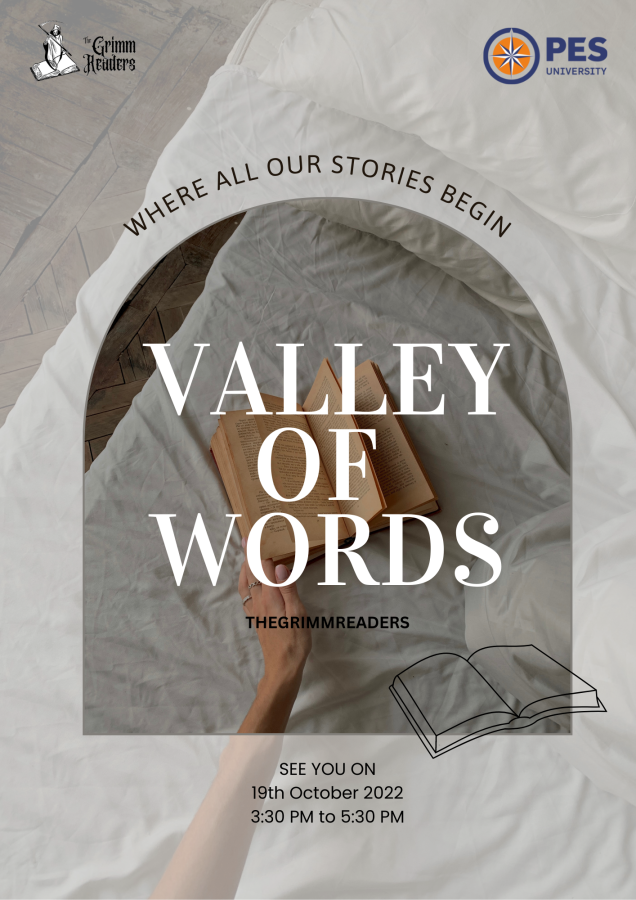 The
Grimm
Readers
PES
UNIVERSITY
WHERE ALL OUR STORIES BEGIN
VALLEY
OF
WORDS
THEGRIMMREADERS
SEE YOU ON
19th October 2022
3:30 PM to 5:30 PM